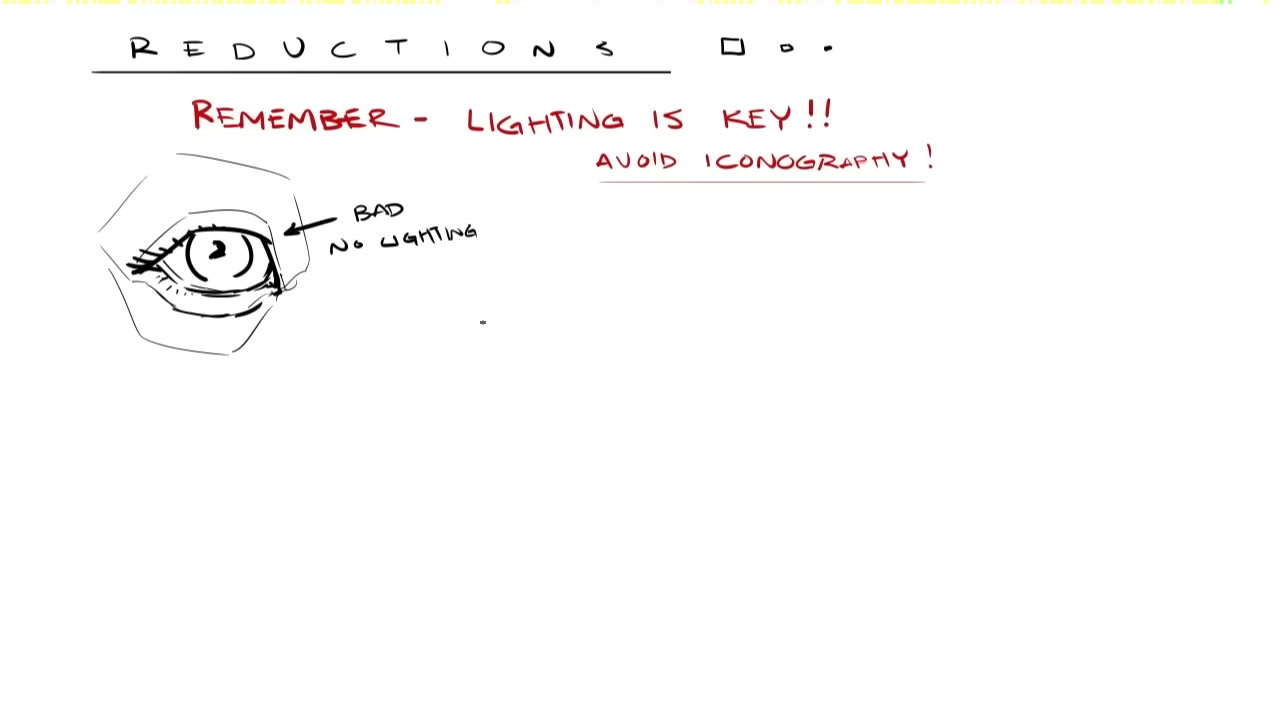 REDUCTIONS
REMEMBER - LIGHTING IS KEY!!
AVOID ICONOGRAPHY!
BAD
NO LIGHTING